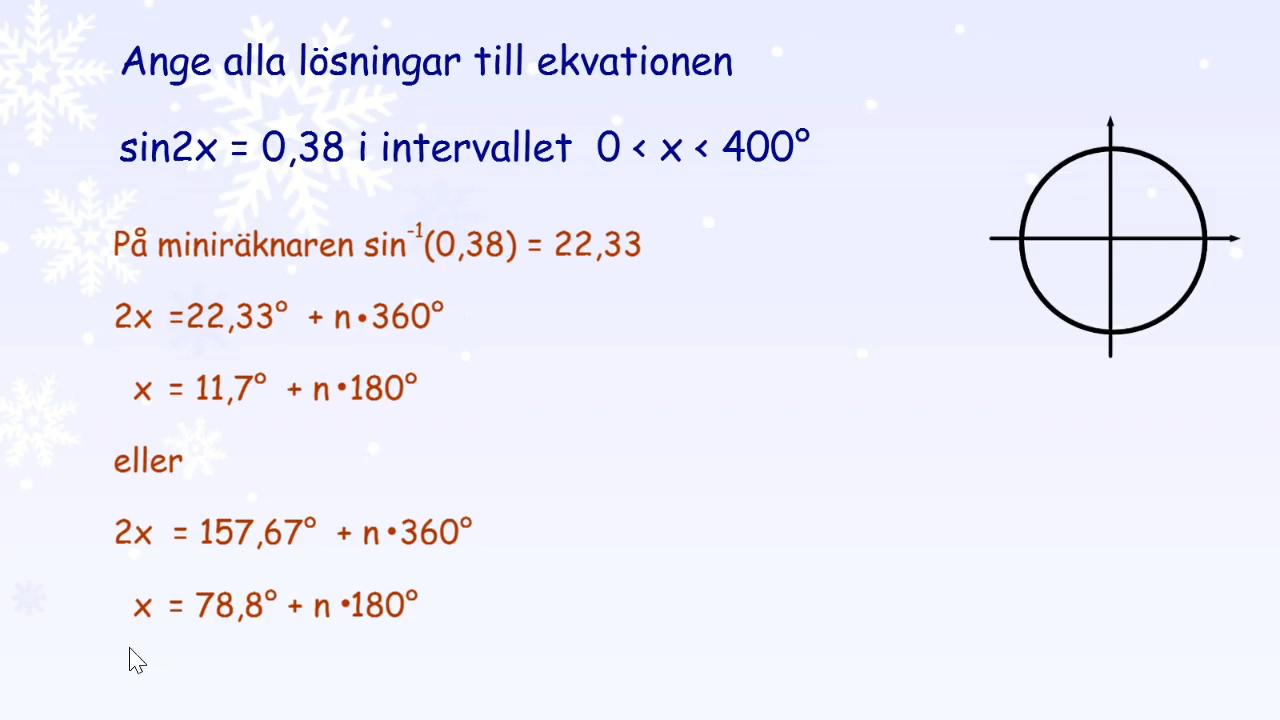 Ange alla lösningar till ekvationen
sin2x = 0,38 i intervallet 0 < x < 400°
På miniräknaren sin⁻¹(0,38) = 22,33
2x =22,33° + n•360°
x = 11,7° + n•180°
eller
2x = 157,67° + n•360°
x = 78,8° + n•180°